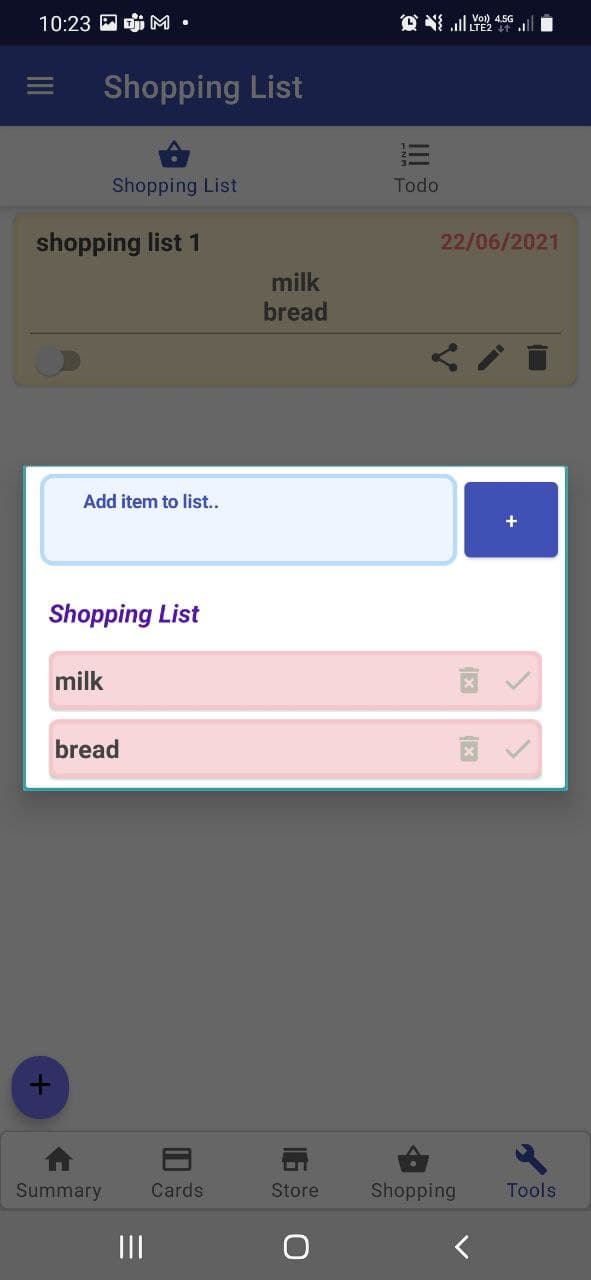 10:23 Vo)) 4.5G
LTE2
Shopping List
Shopping List Todo
shopping list 1 22/06/2021
milk
bread
Add item to list.. +
Shopping List
milk
bread
+
Summary Cards Store Shopping Tools